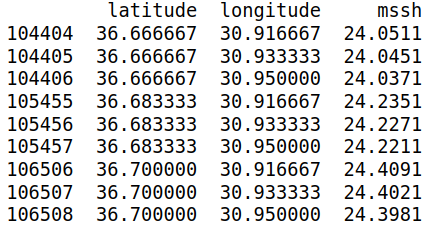 latitude longitude mssh
104404 36.666667 30.916667 24.0511
104405 36.666667 30.933333 24.0451
104406 36.666667 30.950000 24.0371
105455 36.683333 30.916667 24.2351
105456 36.683333 30.933333 24.2271
105457 36.683333 30.950000 24.2211
106506 36.700000 30.916667 24.4091
106507 36.700000 30.933333 24.4021
106508 36.700000 30.950000 24.3981